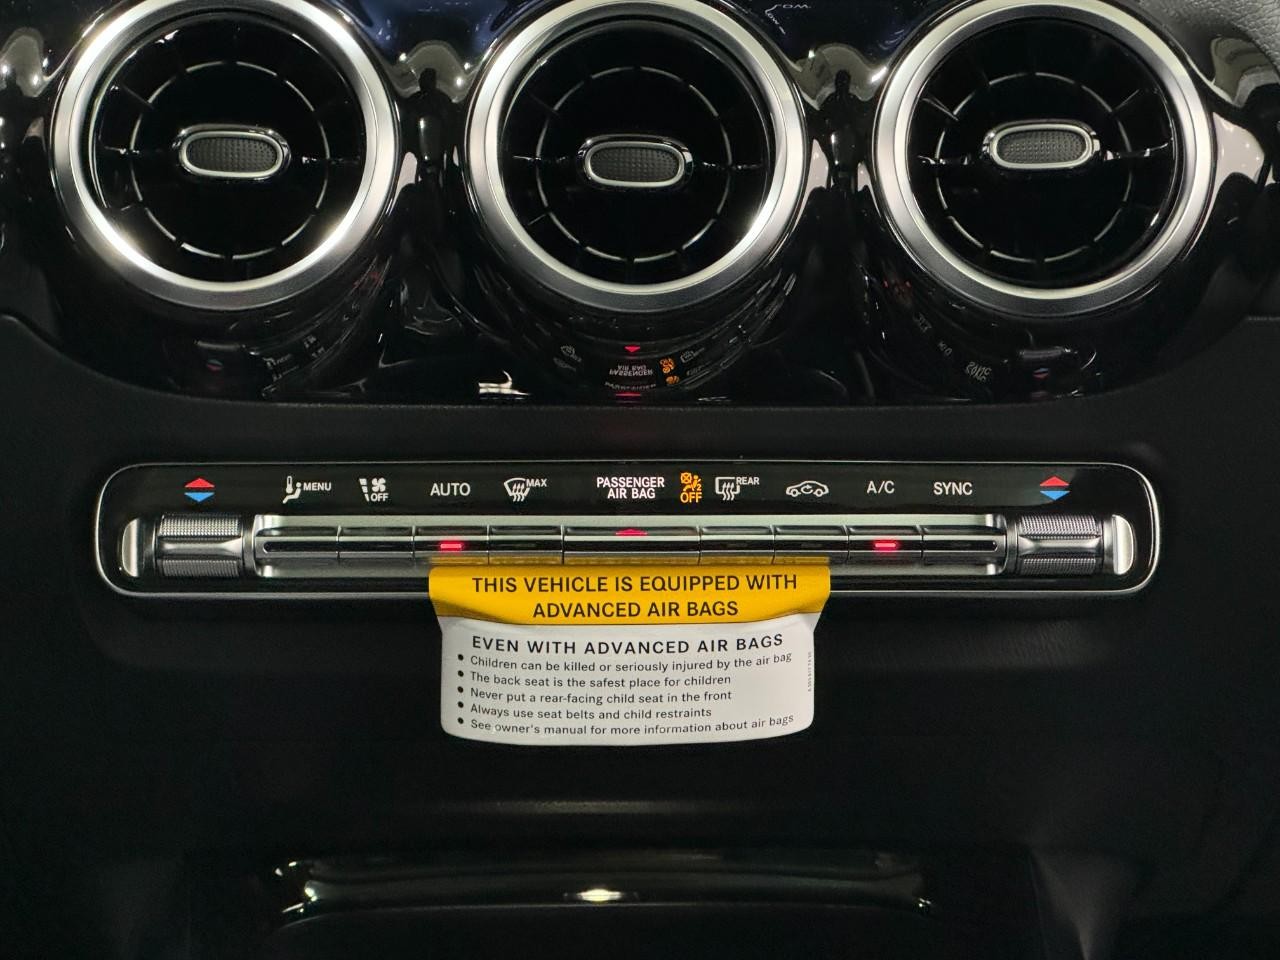 MENU
OFF
AUTO
MAX
PASSENGER
AIR BAG
2
OFF
REAR
A/C
SYNC
THIS VEHICLE IS EQUIPPED WITH
ADVANCED AIR BAGS
EVEN WITH ADVANCED AIR BAGS
• Children can be killed or seriously injured by the air bag
• The back seat is the safest place for children
• Never put a rear-facing child seat in the front
• Always use seat belts and child restraints
• See owner's manual for more information about air bags